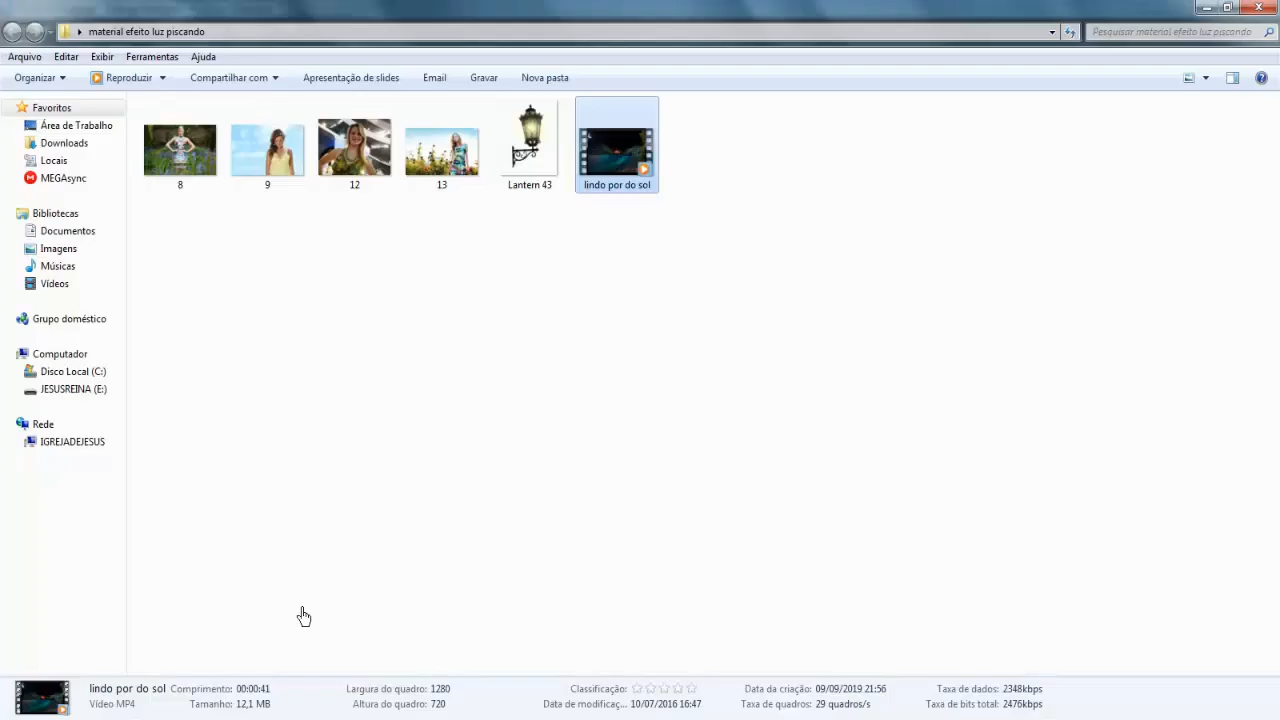 material efeito luz piscando
Pesquisar material efeito luz piscando
Arquivo Editar Exibir Ferramentas Ajuda
Organizar Reproduzir Compartilhar com Apresentação de slides Email Gravar Nova pasta
Favoritos
Área de Trabalho
Downloads
Locais
MEGAsync
Bibliotecas
Documentos
Imagens
Músicas
Vídeos
Grupo doméstico
Computador
Disco Local (C:)
JESUSREINA (E:)
Rede
IGREJADEJESUS
8 9 12 13 Lantern 43 lindo por do sol
lindo por do sol Comprimento: 00:00:41 Largura do quadro: 1280 Classificação: Data da criação: 09/09/2019 21:56 Taxa de dados: 2348kbps
Vídeo MP4 Tamanho: 12,1 MB Altura do quadro: 720 Data de modificaç... 10/07/2016 16:47 Taxa de quadros: 29 quadros/s Taxa de bits total: 2476kbps